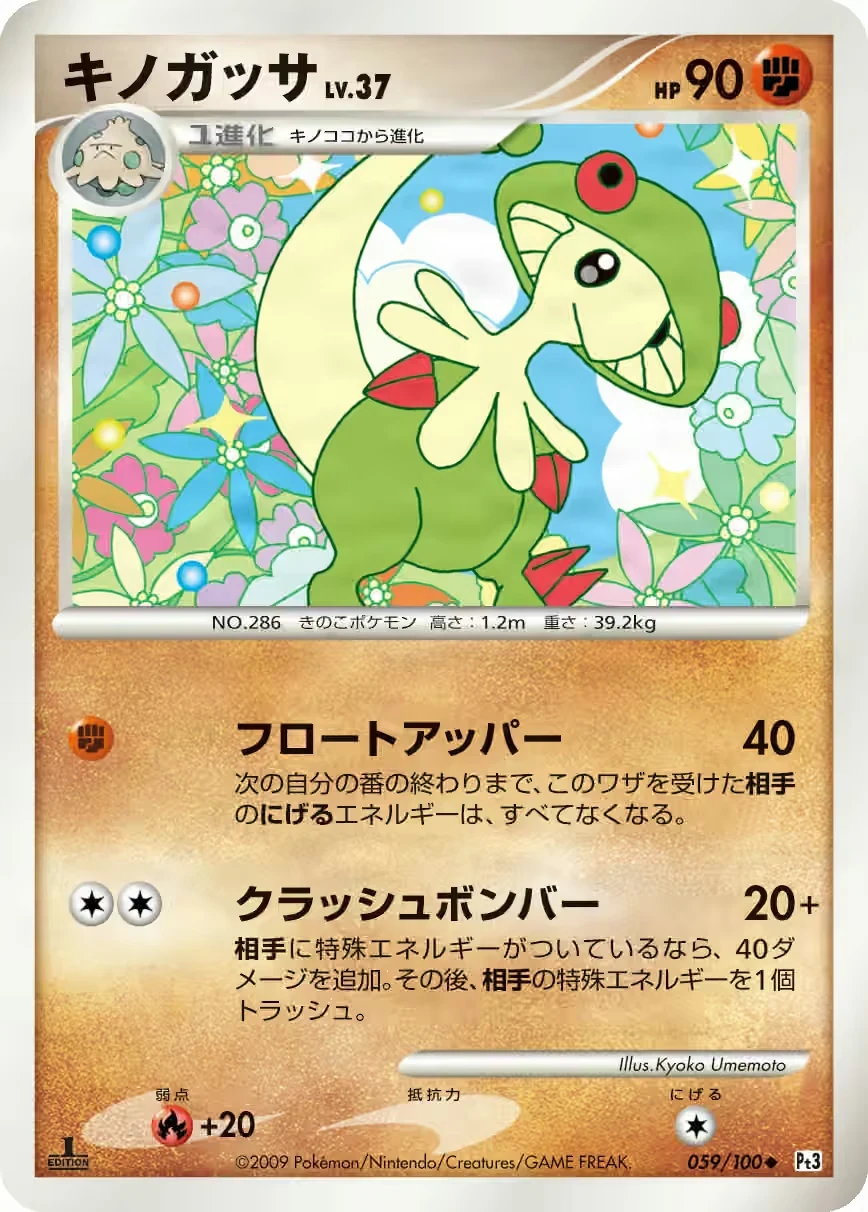 キノガッサ LV.37 HP 90
1進化 キノココから進化
NO.286 きのこポケモン 高さ：1.2m 重さ：39.2kg
フロートアッパー 40
次の自分の番の終わりまで、このワザを受けた相手
のにげるエネルギーは、すべてなくなる。
クラッシュボンバー 20+
相手に特殊エネルギーがついているなら、40ダ
メージを追加。その後、相手の特殊エネルギーを1個
トラッシュ。
Illus.Kyoko Umemoto
弱点 抵抗力 にげる
+20
1
EDITION
©2009 Pokémon/Nintendo/Creatures/GAME FREAK.
059/100◆ Pt3